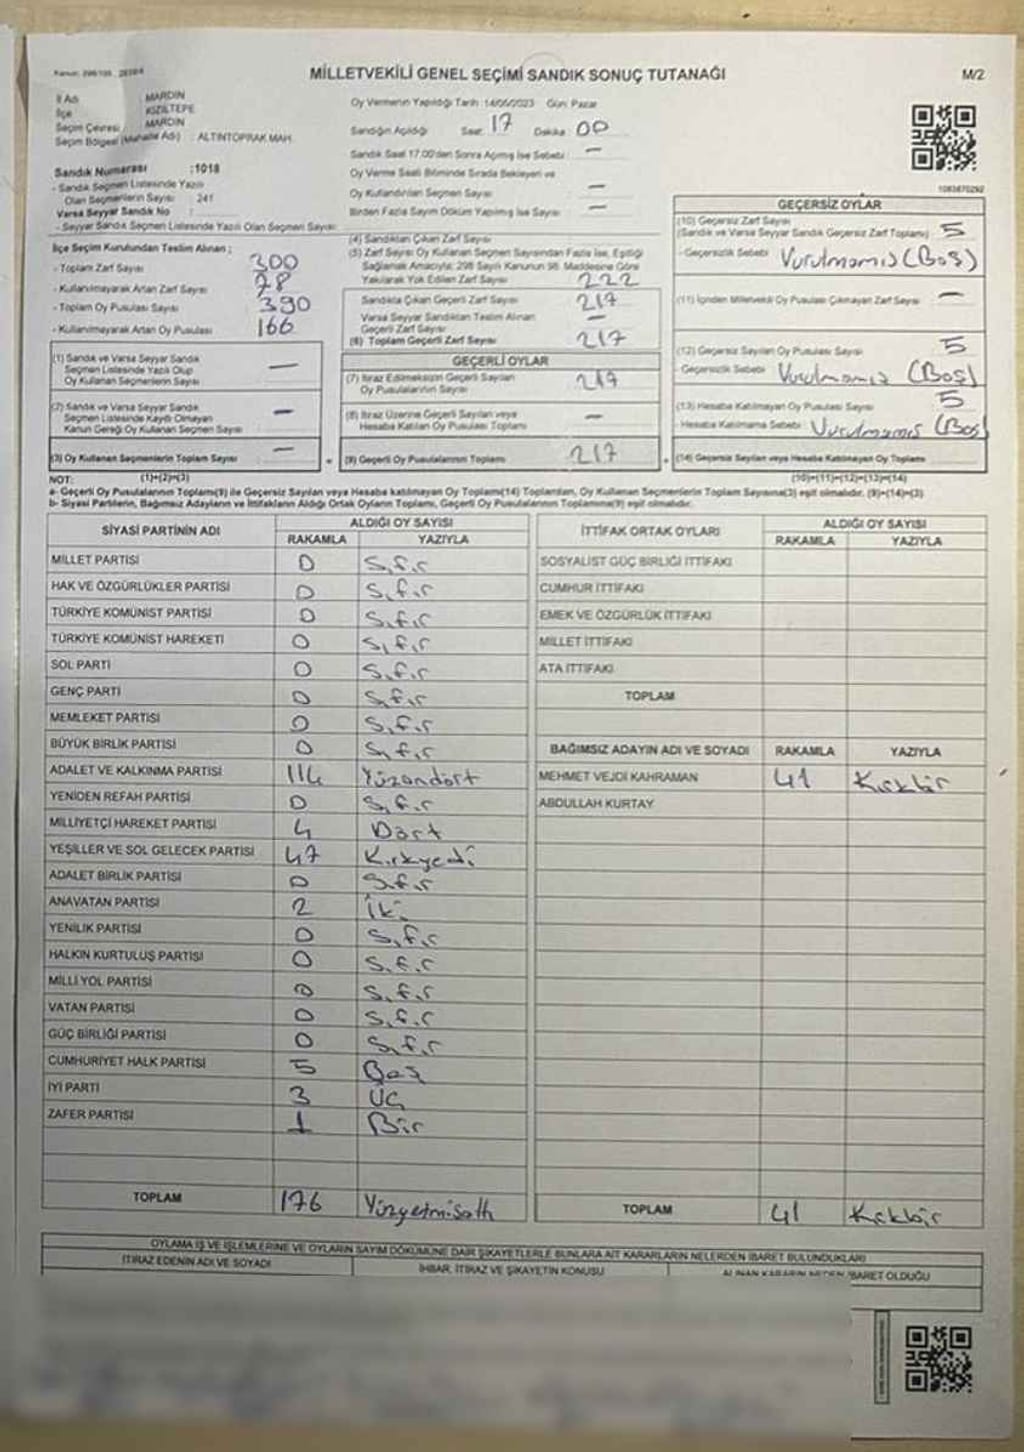 MİLLETVEKİLİ GENEL SEÇİMİ SANDIK SONUÇ TUTANAĞI
M/2
İl Adı : MARDİN
İlçe : KIZILTEPE
Seçim Çevresi : MARDİN
Seçim Bölgesi (Mahalle Adı) : ALTINTOPRAK MAH.
Sandık Numarası : 1018
- Sandık Seçmen Listesinde Yazılı
Olan Seçmenlerin Sayısı : 241
Varsa Seyyar Sandık No :
- Seyyar Sandık Seçmen Listesinde Yazılı Olan Seçmen Sayısı:
Oy Vermenin Yapıldığı Tarih :14/05/2023 Gün: Pazar
Sandığın Açıldığı Saat: 17 Dakika 00
Sandık Saat 17.00'den Sonra Açmış İse Sebebi : —
Oy Verme Saati Bitiminde Sırada Bekleyen ve
Oy Kullandırılan Seçmen Sayısı —
Birden Fazla Sayım Döküm Yapılmış İse Sayısı —
İlçe Seçim Kurulundan Teslim Alınan ;
- Toplam Zarf Sayısı 300
- Kullanılmayarak Artan Zarf Sayısı 78
- Toplam Oy Pusulası Sayısı 390
- Kullanılmayarak Artan Oy Pusulası 166
(1) Sandık ve Varsa Seyyar Sandık
Seçmen Listesinde Yazılı Olup
Oy Kullanan Seçmenlerin Sayısı —
(2) Sandık ve Varsa Seyyar Sandık
Seçmen Listesinde Kayıtlı Olmayan
Kanun Gereği Oy Kullanan Seçmen Sayısı —
(3) Oy Kullanan Seçmenlerin Toplam Sayısı —
(1)+(2)=(3)
(4) Sandıktan Çıkan Zarf Sayısı
(5) Zarf Sayısı Oy Kullanan Seçmen Sayısından Fazla İse, Eşitliği
Sağlamak Amacıyla; 298 Sayılı Kanunun 98. Maddesine Göre
Yakılarak Yok Edilen Zarf Sayısı 222
Sandıkta Çıkan Geçerli Zarf Sayısı 217
Varsa Seyyar Sandıktan Teslim Alınan
Geçerli Zarf Sayısı —
(6) Toplam Geçerli Zarf Sayısı 217
GEÇERLİ OYLAR
(7) İtiraz Edilmeksizin Geçerli Sayılan
Oy Pusulalarının Sayısı 217
(8) İtiraz Üzerine Geçerli Sayılan veya
Hesaba Katılan Oy Pusulası Toplamı —
(9) Geçerli Oy Pusulalarının Toplamı 217
1083870292
GEÇERSİZ OYLAR
(10) Geçersiz Zarf Sayısı
(Sandık ve Varsa Seyyar Sandık Geçersiz Zarf Toplamı) 5
- Geçersizlik Sebebi Vurulmamış (Boş)
(11) İçinden Milletvekili Oy Pusulası Çıkmayan Zarf Sayısı —
(12) Geçersiz Sayılan Oy Pusulası Sayısı 5
- Geçersizlik Sebebi Vurulmamış (Boş)
(13) Hesaba Katılmayan Oy Pusulası Sayısı 5
- Hesaba Katılmama Sebebi Vurulmamış (Boş)
(14) Geçersiz Sayılan veya Hesaba Katılmayan Oy Toplamı
(10)+(11)+(12)+(13)=(14)
NOT:
a- Geçerli Oy Pusulalarının Toplamı(9) ile Geçersiz Sayılan veya Hesaba katılmayan Oy Toplamı(14) Toplamları, Oy Kullanan Seçmenlerin Toplam Sayısına(3) eşit olmalıdır. (9)+(14)=(3)
b- Siyasi Partilerin, Bağımsız Adayların ve İttifakların Aldığı Ortak Oyların Toplamı, Geçerli Oy Pusulalarının Toplamına(9) eşit olmalıdır.
SİYASİ PARTİNİN ADI ALDIĞI OY SAYISI
RAKAMLA YAZIYLA
MİLLET PARTİSİ 0 Sıfır
HAK VE ÖZGÜRLÜKLER PARTİSİ 0 Sıfır
TÜRKİYE KOMÜNİST PARTİSİ 0 Sıfır
TÜRKİYE KOMÜNİST HAREKETİ 0 Sıfır
SOL PARTİ 0 Sıfır
GENÇ PARTİ 0 Sıfır
MEMLEKET PARTİSİ 0 Sıfır
BÜYÜK BİRLİK PARTİSİ 0 Sıfır
ADALET VE KALKINMA PARTİSİ 114 Yüzondört
YENİDEN REFAH PARTİSİ 0 Sıfır
MİLLİYETÇİ HAREKET PARTİSİ 4 Dört
YEŞİLLER VE SOL GELECEK PARTİSİ 47 Kırkyedi
ADALET BİRLİK PARTİSİ 0 Sıfır
ANAVATAN PARTİSİ 2 İki
YENİLİK PARTİSİ 0 Sıfır
HALKIN KURTULUŞ PARTİSİ 0 Sıfır
MİLLİ YOL PARTİSİ 0 Sıfır
VATAN PARTİSİ 0 Sıfır
GÜÇ BİRLİĞİ PARTİSİ 0 Sıfır
CUMHURİYET HALK PARTİSİ 5 Beş
İYİ PARTİ 3 Üç
ZAFER PARTİSİ 1 Bir
TOPLAM 176 Yüzyetmişaltı
İTTİFAK ORTAK OYLARI ALDIĞI OY SAYISI
RAKAMLA YAZIYLA
SOSYALİST GÜÇ BİRLİĞİ İTTİFAKI
CUMHUR İTTİFAKI
EMEK VE ÖZGÜRLÜK İTTİFAKI
MİLLET İTTİFAKI
ATA İTTİFAKI
TOPLAM
BAĞIMSIZ ADAYIN ADI VE SOYADI RAKAMLA YAZIYLA
MEHMET VEJDİ KAHRAMAN 41 Kırkbir
ABDULLAH KURTAY
TOPLAM 41 Kırkbir
OYLAMA İŞ VE İŞLEMLERİNE VE OYLARIN SAYIM DÖKÜMÜNE DAİR ŞİKAYETLERLE BUNLARA AİT KARARLARIN NELERDEN İBARET BULUNDUKLARI
İTİRAZ EDENİN ADI VE SOYADI İHBAR, İTİRAZ VE ŞİKAYETİN KONUSU ALINAN KARARIN NEDEN İBARET OLDUĞU